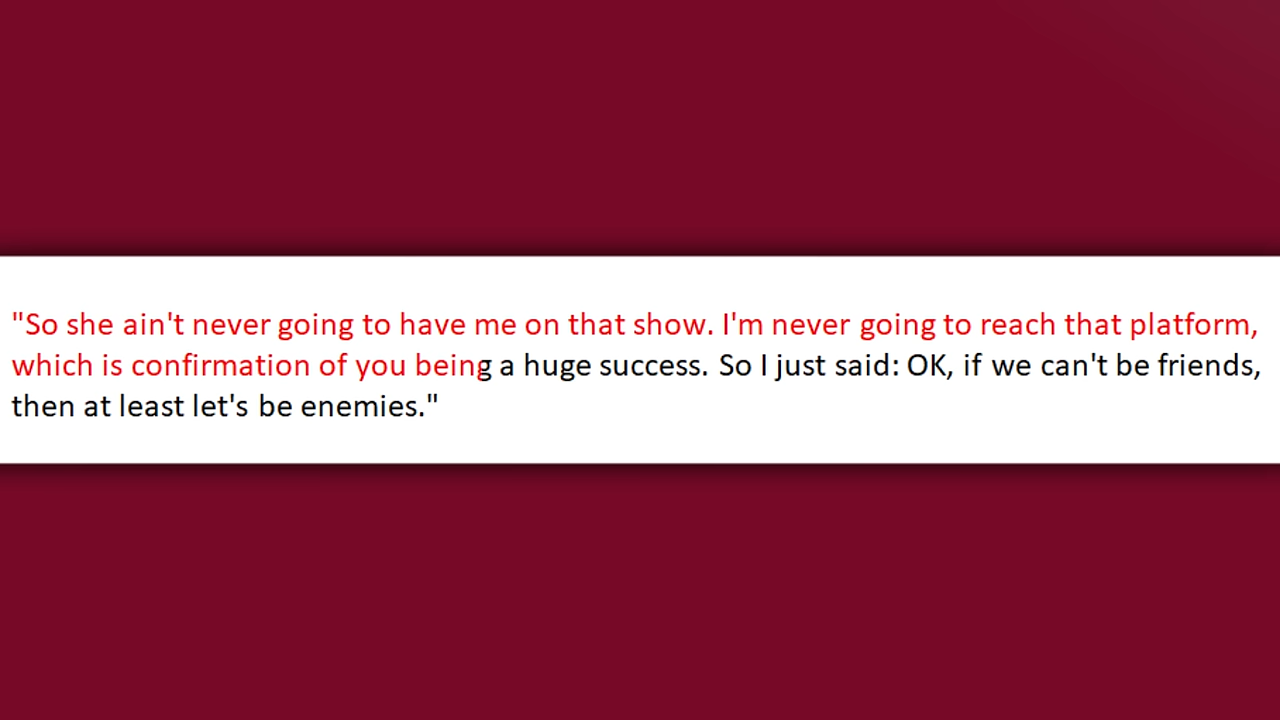 "So she ain't never going to have me on that show. I'm never going to reach that platform,
which is confirmation of you being a huge success. So I just said: OK, if we can't be friends,
then at least let's be enemies."